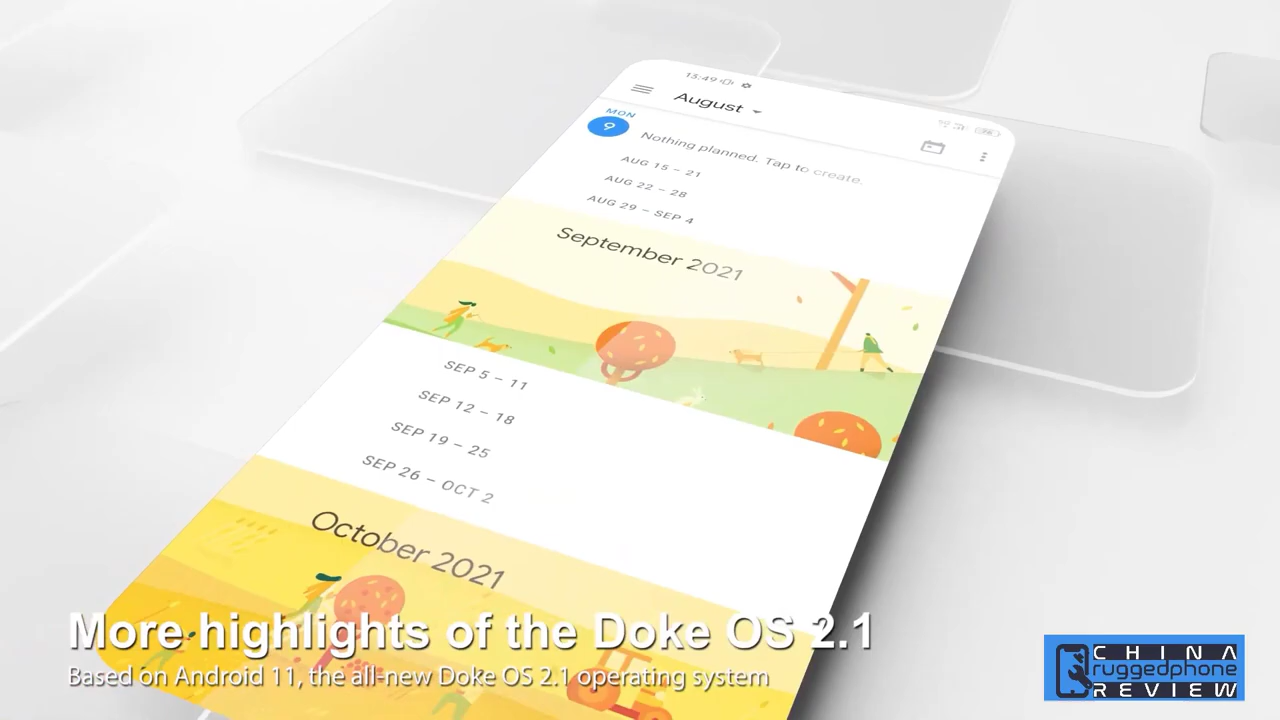 15:49
August
MON
9
Nothing planned. Tap to create.
AUG 15 – 21
AUG 22 – 28
AUG 29 – SEP 4
September 2021
SEP 5 – 11
SEP 12 – 18
SEP 19 – 25
SEP 26 – OCT 2
October 2021
More highlights of the Doke OS 2.1
Based on Android 11, the all-new Doke OS 2.1 operating system
CHINA
ruggedphone
REVIEW